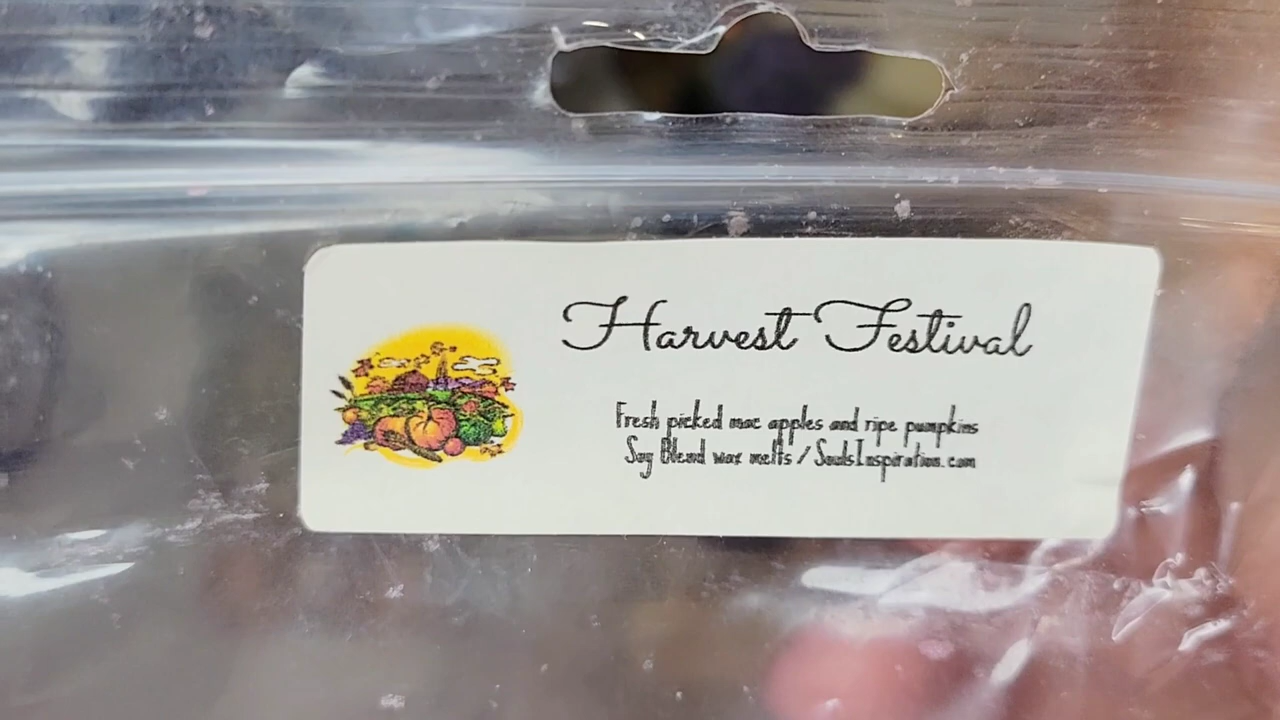 Harvest Festival
Fresh picked mac apples and ripe pumpkins
Soy Blend wax melts / SoulsInspiration.com